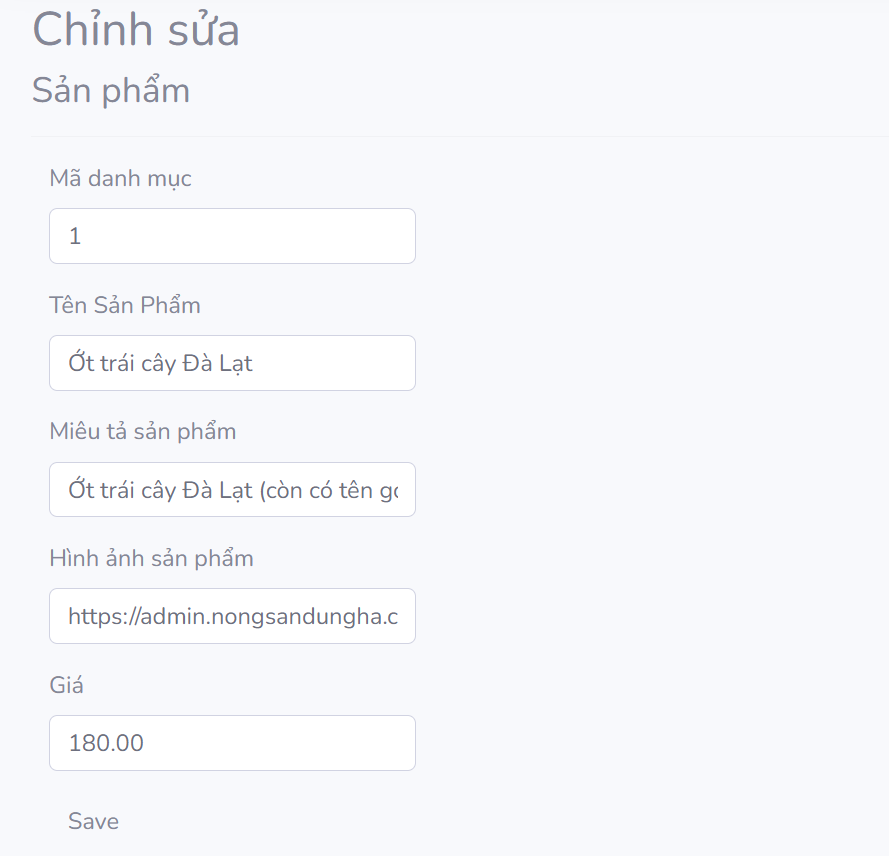 Chỉnh sửa
Sản phẩm
Mã danh mục
1
Tên Sản Phẩm
Ớt trái cây Đà Lạt
Miêu tả sản phẩm
Ớt trái cây Đà Lạt (còn có tên gọ
Hình ảnh sản phẩm
https://admin.nongsandungha.c
Giá
180.00
Save